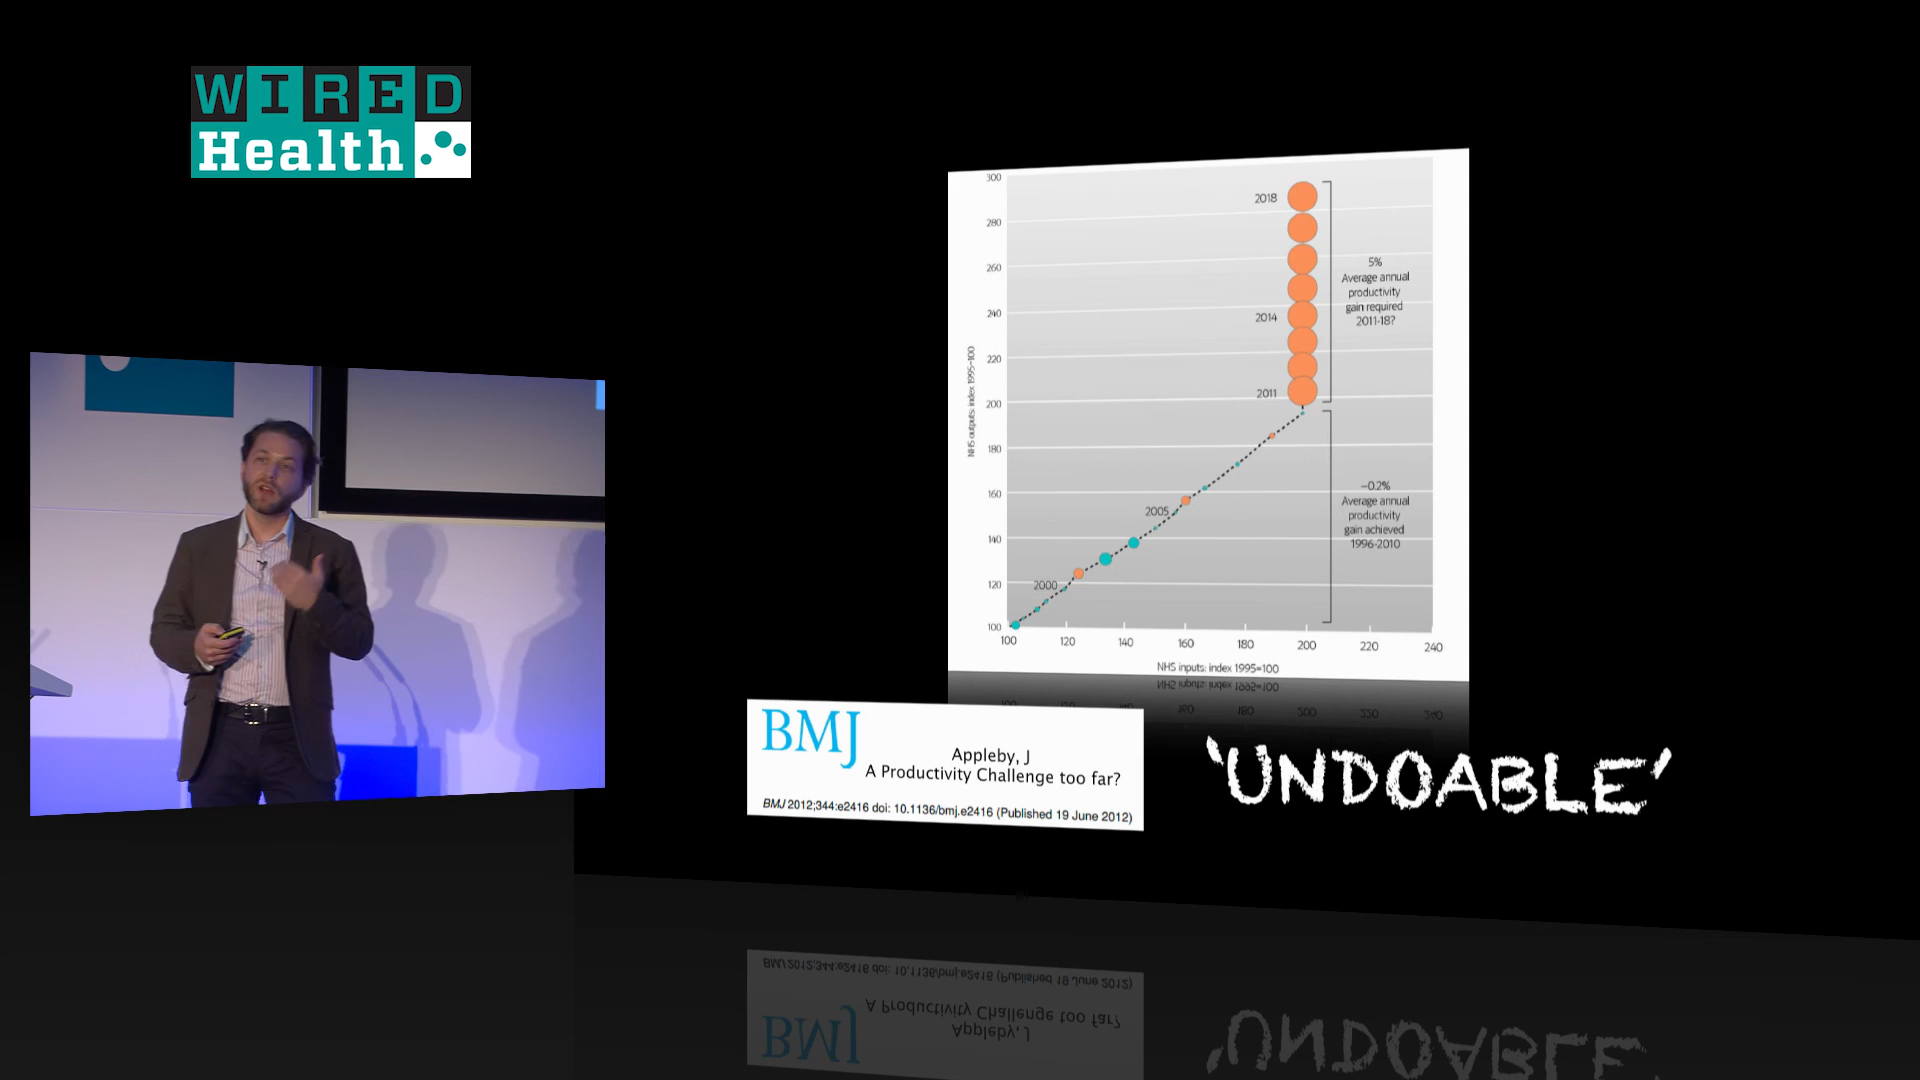 WIRED
Health
300
280
260
240
220
200
180
160
140
120
100
NHS outputs: index 1995=100
2018
2014
2011
2005
2000
5%
Average annual
productivity
gain required
2011-18?
−0.2%
Average annual
productivity
gain achieved
1996-2010
100 120 140 160 180 200 220 240
NHS inputs: index 1995=100
BMJ
Appleby, J
A Productivity Challenge too far?
BMJ 2012;344:e2416 doi: 10.1136/bmj.e2416 (Published 19 June 2012)
‘UNDOABLE’